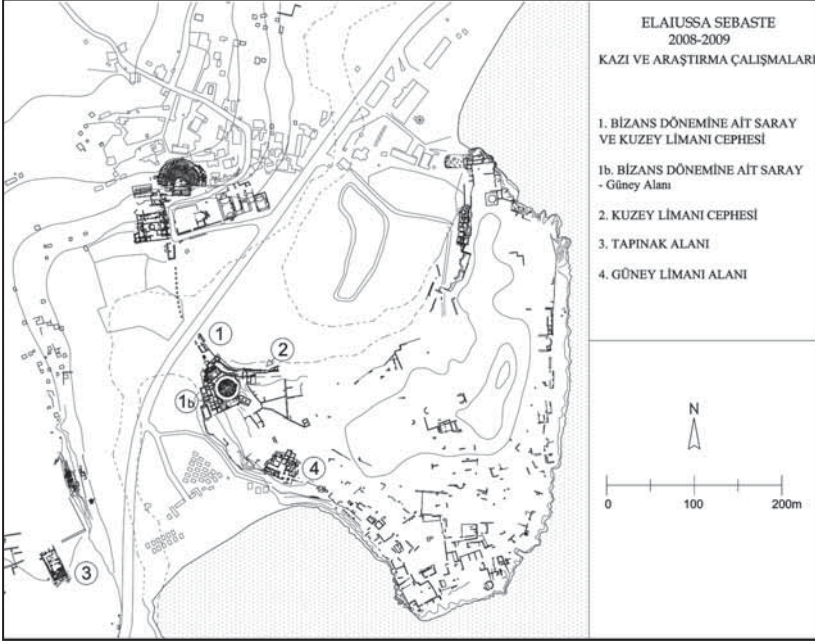 ELAIUSSA SEBASTE
2008-2009
KAZI VE ARAŞTIRMA ÇALIŞMALARI
1. BİZANS DÖNEMİNE AİT SARAY
VE KUZEY LİMANI CEPHESİ
1b. BİZANS DÖNEMİNE AİT SARAY
- Güney Alanı
2. KUZEY LİMANI CEPHESİ
3. TAPINAK ALANI
4. GÜNEY LİMANI ALANI
N
0 100 200m
1
2
1b
4
3